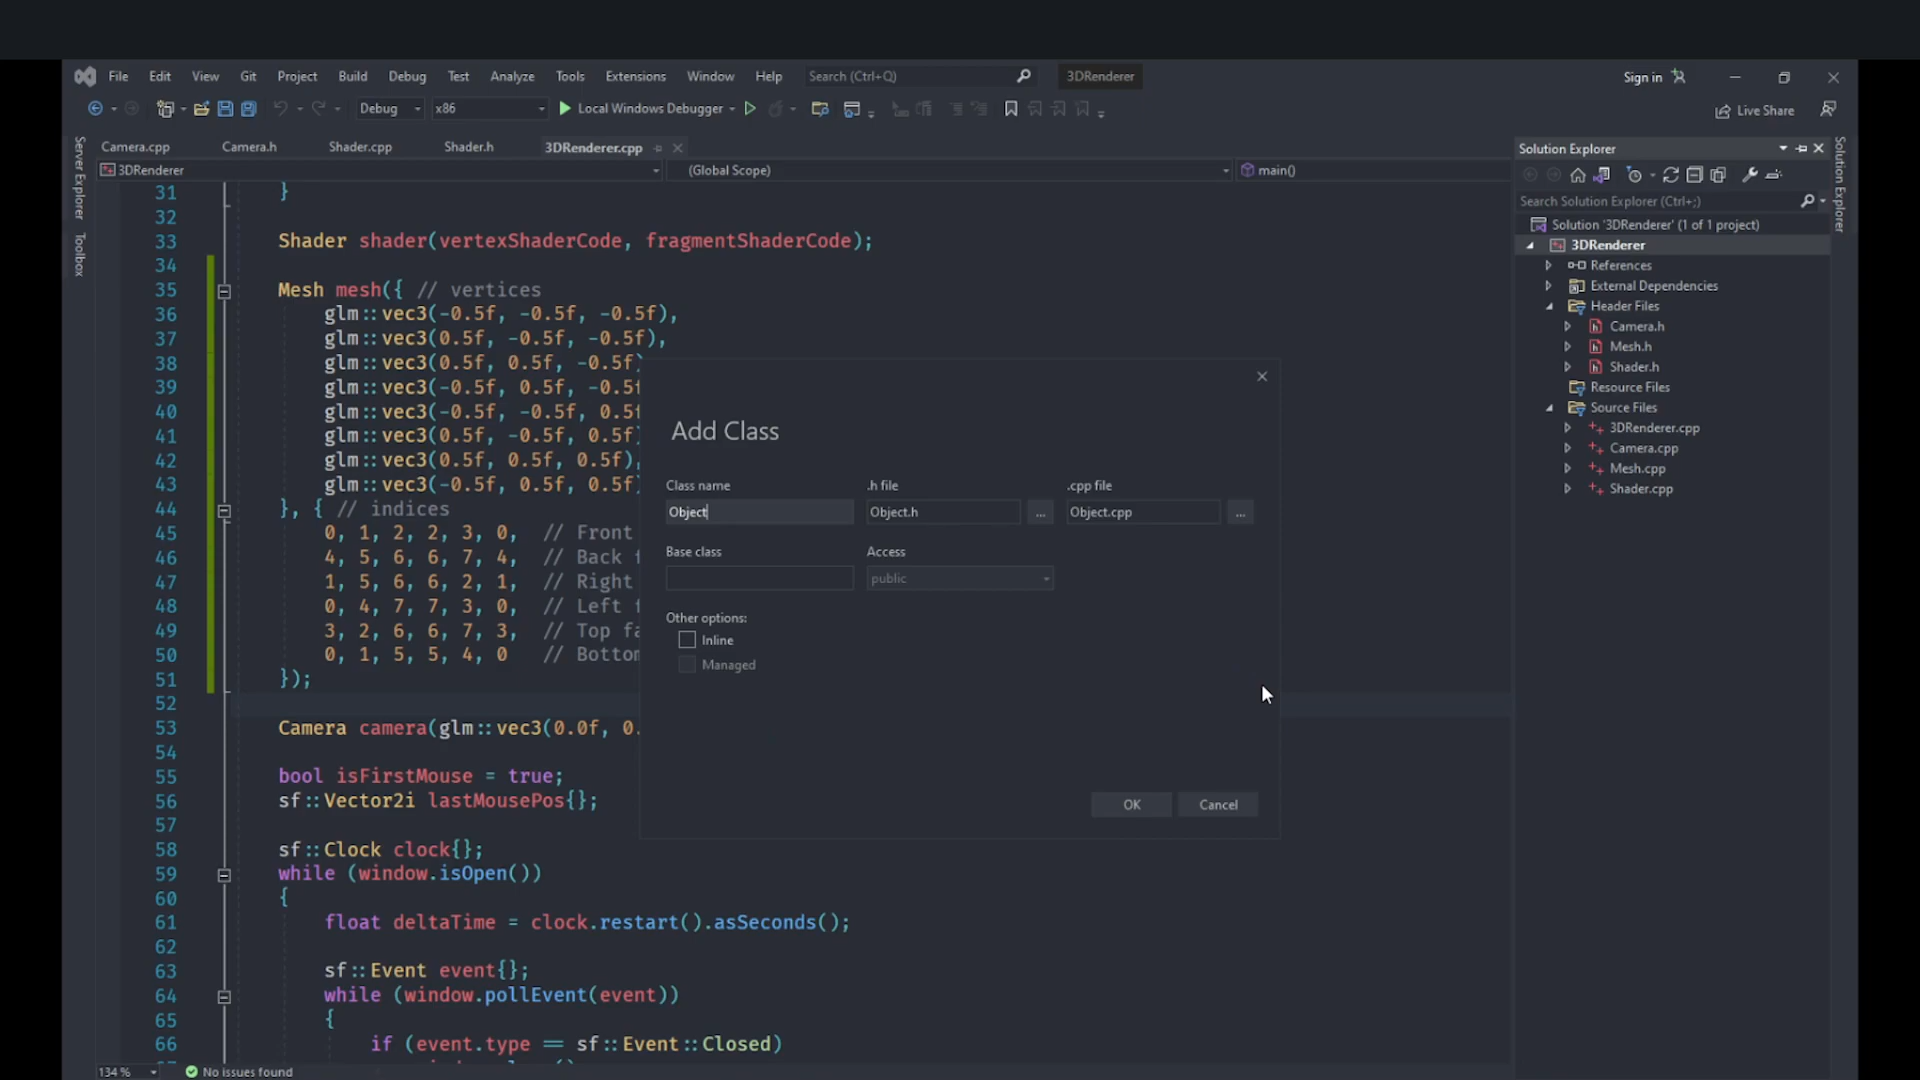 File Edit View Git Project Build Debug Test Analyze Tools Extensions Window Help Search (Ctrl+Q) 3DRenderer Sign in
Debug x86 Local Windows Debugger Live Share
Server Explorer
Toolbox
Camera.cpp Camera.h Shader.cpp Shader.h 3DRenderer.cpp
3DRenderer (Global Scope) main()
31 }
32
33 Shader shader(vertexShaderCode, fragmentShaderCode);
34
35 Mesh mesh({ // vertices
36 glm::vec3(-0.5f, -0.5f, -0.5f),
37 glm::vec3(0.5f, -0.5f, -0.5f),
38 glm::vec3(0.5f, 0.5f, -0.5f)
39 glm::vec3(-0.5f, 0.5f, -0.5f
40 glm::vec3(-0.5f, -0.5f, 0.5f
41 glm::vec3(0.5f, -0.5f, 0.5f)
42 glm::vec3(0.5f, 0.5f, 0.5f),
43 glm::vec3(-0.5f, 0.5f, 0.5f)
44 }, { // indices
45 0, 1, 2, 2, 3, 0, // Front
46 4, 5, 6, 6, 7, 4, // Back f
47 1, 5, 6, 6, 2, 1, // Right
48 0, 4, 7, 7, 3, 0, // Left f
49 3, 2, 6, 6, 7, 3, // Top fa
50 0, 1, 5, 5, 4, 0 // Bottom
51 });
52
53 Camera camera(glm::vec3(0.0f, 0.
54
55 bool isFirstMouse = true;
56 sf::Vector2i lastMousePos{};
57
58 sf::Clock clock{};
59 while (window.isOpen())
60 {
61 float deltaTime = clock.restart().asSeconds();
62
63 sf::Event event{};
64 while (window.pollEvent(event))
65 {
66 if (event.type == sf::Event::Closed)
134 % No issues found
Add Class
Class name .h file .cpp file
Object Object.h ... Object.cpp ...
Base class Access
public
Other options:
Inline
Managed
OK Cancel
Solution Explorer
Search Solution Explorer (Ctrl+;)
Solution '3DRenderer' (1 of 1 project)
3DRenderer
References
External Dependencies
Header Files
Camera.h
Mesh.h
Shader.h
Resource Files
Source Files
3DRenderer.cpp
Camera.cpp
Mesh.cpp
Shader.cpp
Solution Explorer